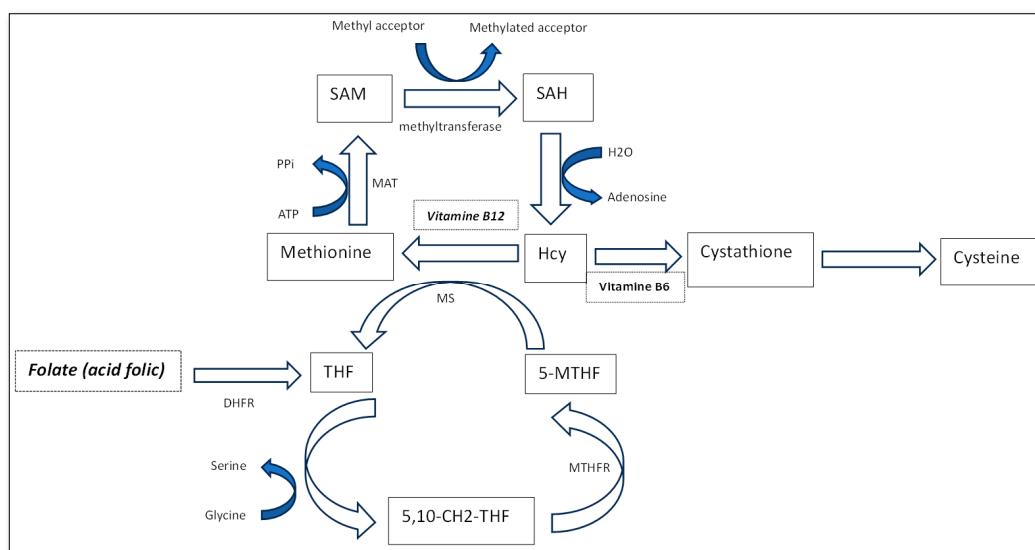 Methyl acceptor
Methylated acceptor
SAM
SAH
methyltransferase
PPi
MAT
ATP
H2O
Adenosine
Vitamine B12
Methionine
Hcy
Cystathione
Cysteine
Vitamine B6
MS
Folate (acid folic)
THF
5-MTHF
DHFR
Serine
MTHFR
Glycine
5,10-CH2-THF